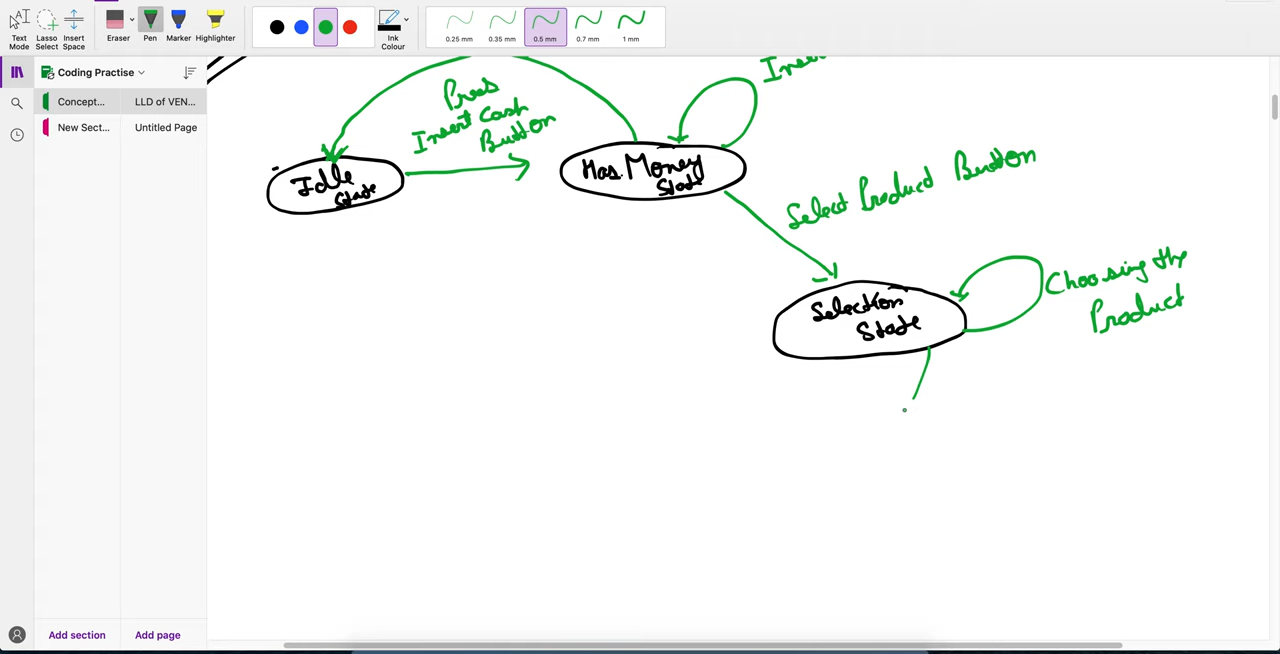 Text Mode
Lasso Select
Insert Space
Eraser
Pen
Marker
Highlighter
Ink Colour
0.25 mm
0.35 mm
0.5 mm
0.7 mm
1 mm
Coding Practise
Concept...
LLD of VEN...
New Sect...
Untitled Page
Press
Insert Cash
Button
Idle
State
Has Money
State
Select Product Button
Selection
State
Choosing the
Product
Add section
Add page